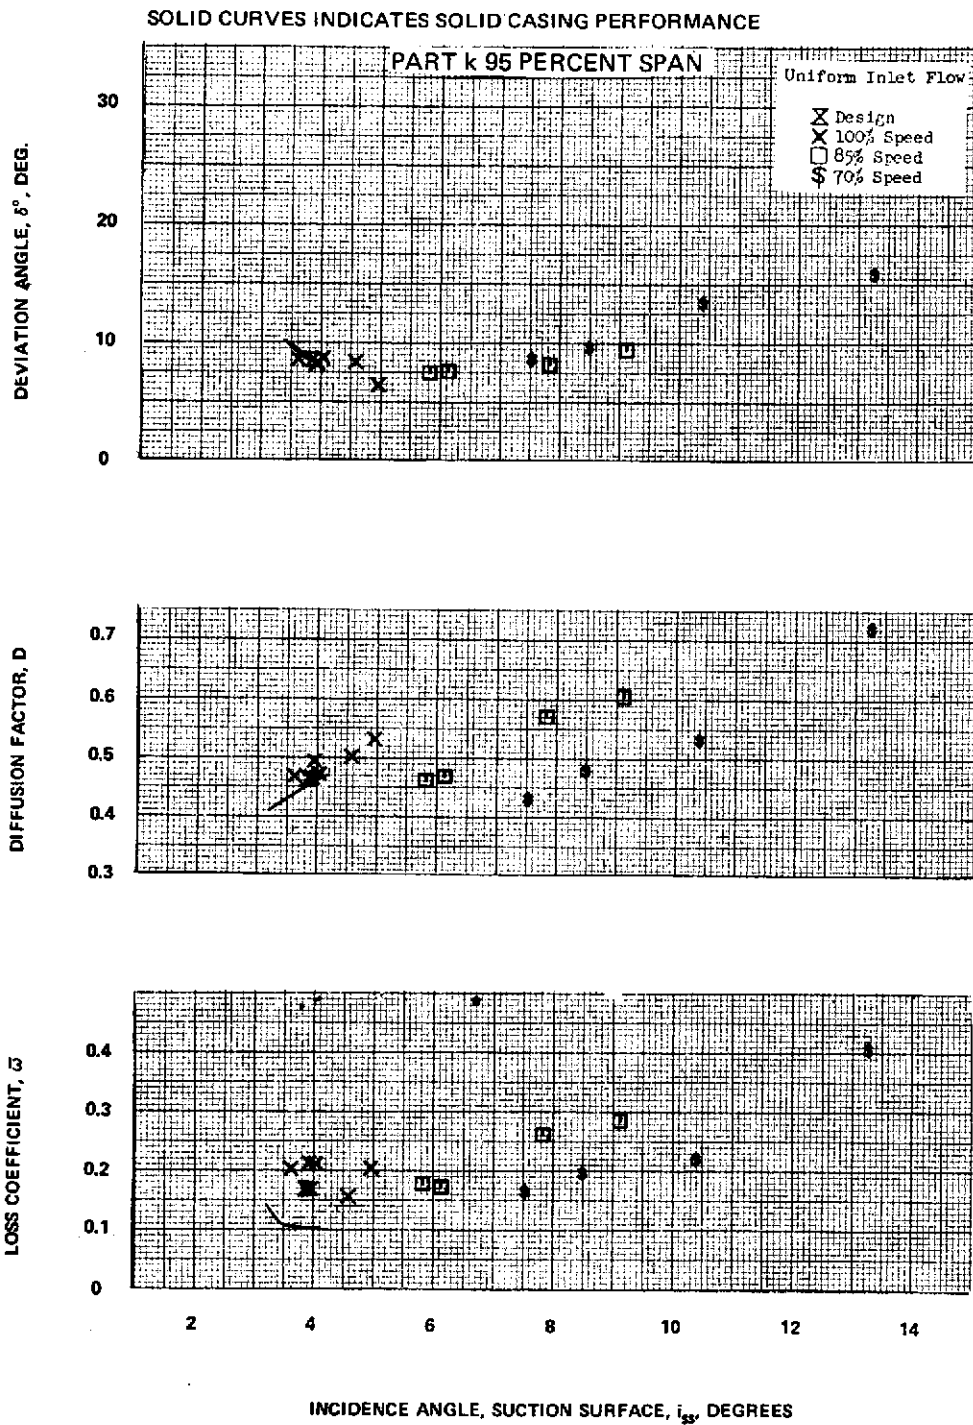 SOLID CURVES INDICATES SOLID CASING PERFORMANCE
PART k 95 PERCENT SPAN
Uniform Inlet Flow
Design
100% Speed
85% Speed
$ 70% Speed
DEVIATION ANGLE, δ°, DEG.
30
20
10
0
DIFFUSION FACTOR, D
0.7
0.6
0.5
0.4
0.3
LOSS COEFFICIENT, ω̄
0.4
0.3
0.2
0.1
0
2 4 6 8 10 12 14
INCIDENCE ANGLE, SUCTION SURFACE, iss, DEGREES